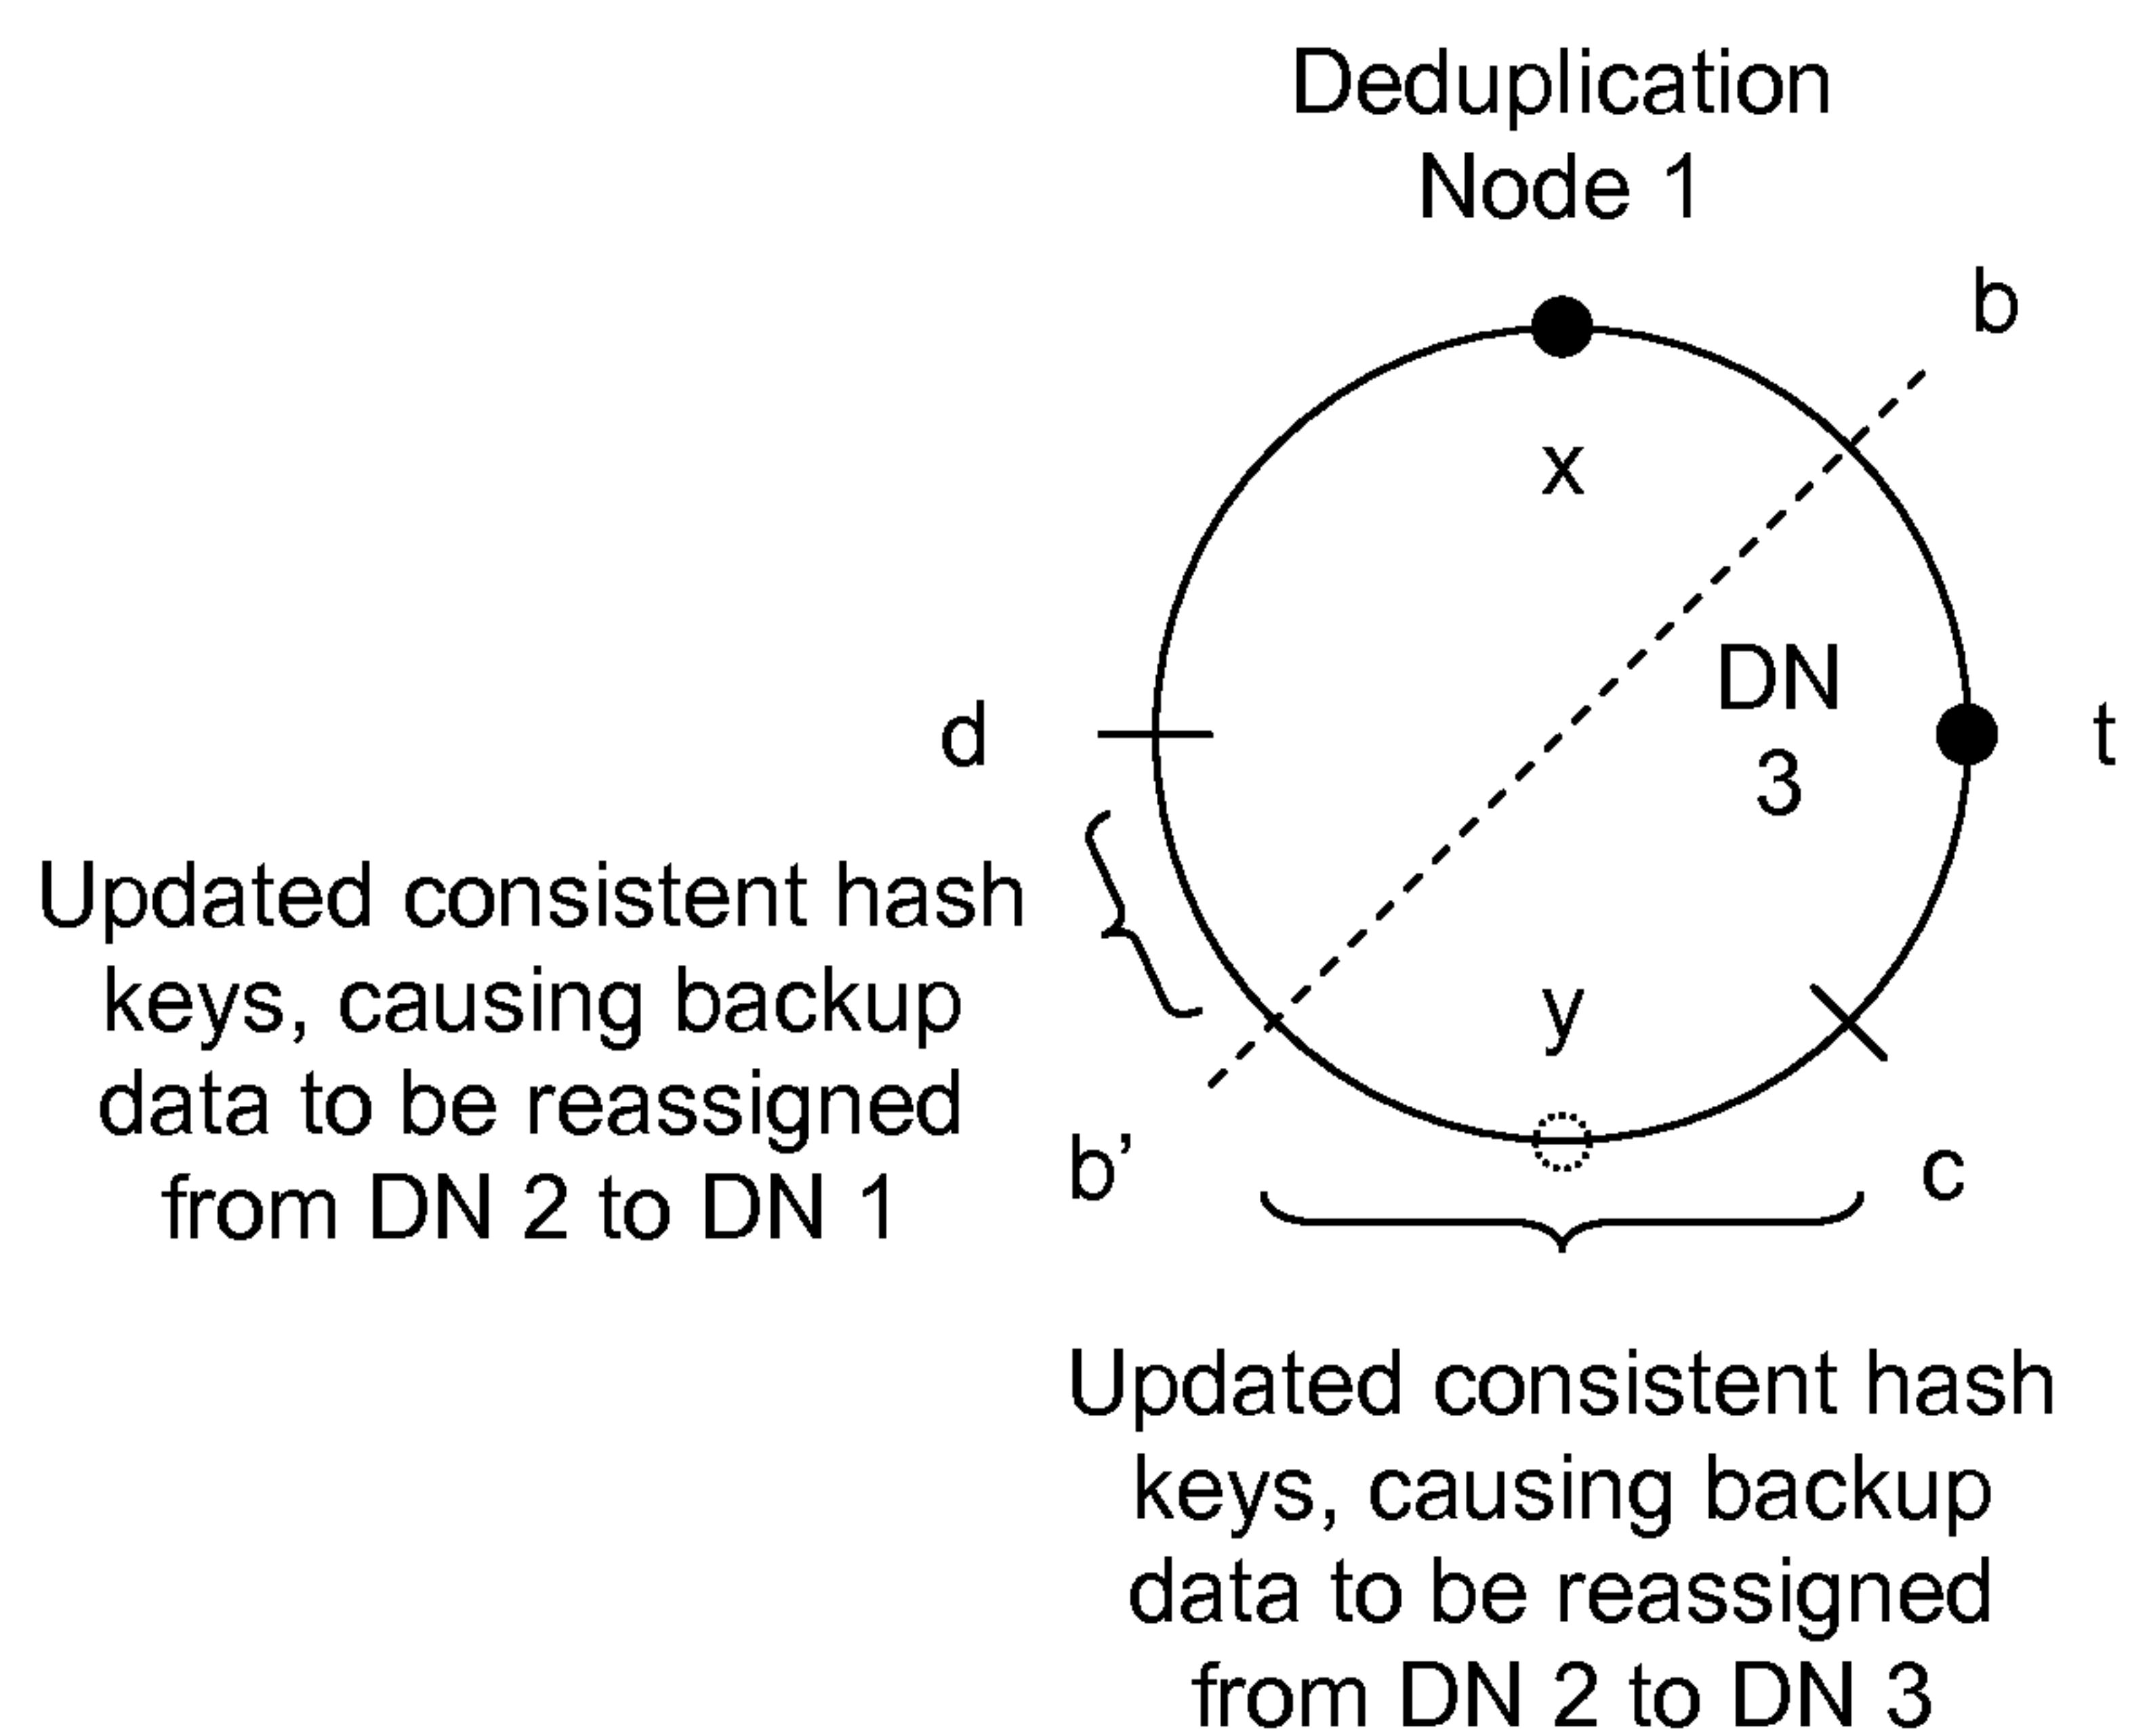 Deduplication
Node 1
b
x
DN
3
d
t
Updated consistent hash
keys, causing backup
data to be reassigned
from DN 2 to DN 1
y
b’
c
Updated consistent hash
keys, causing backup
data to be reassigned
from DN 2 to DN 3